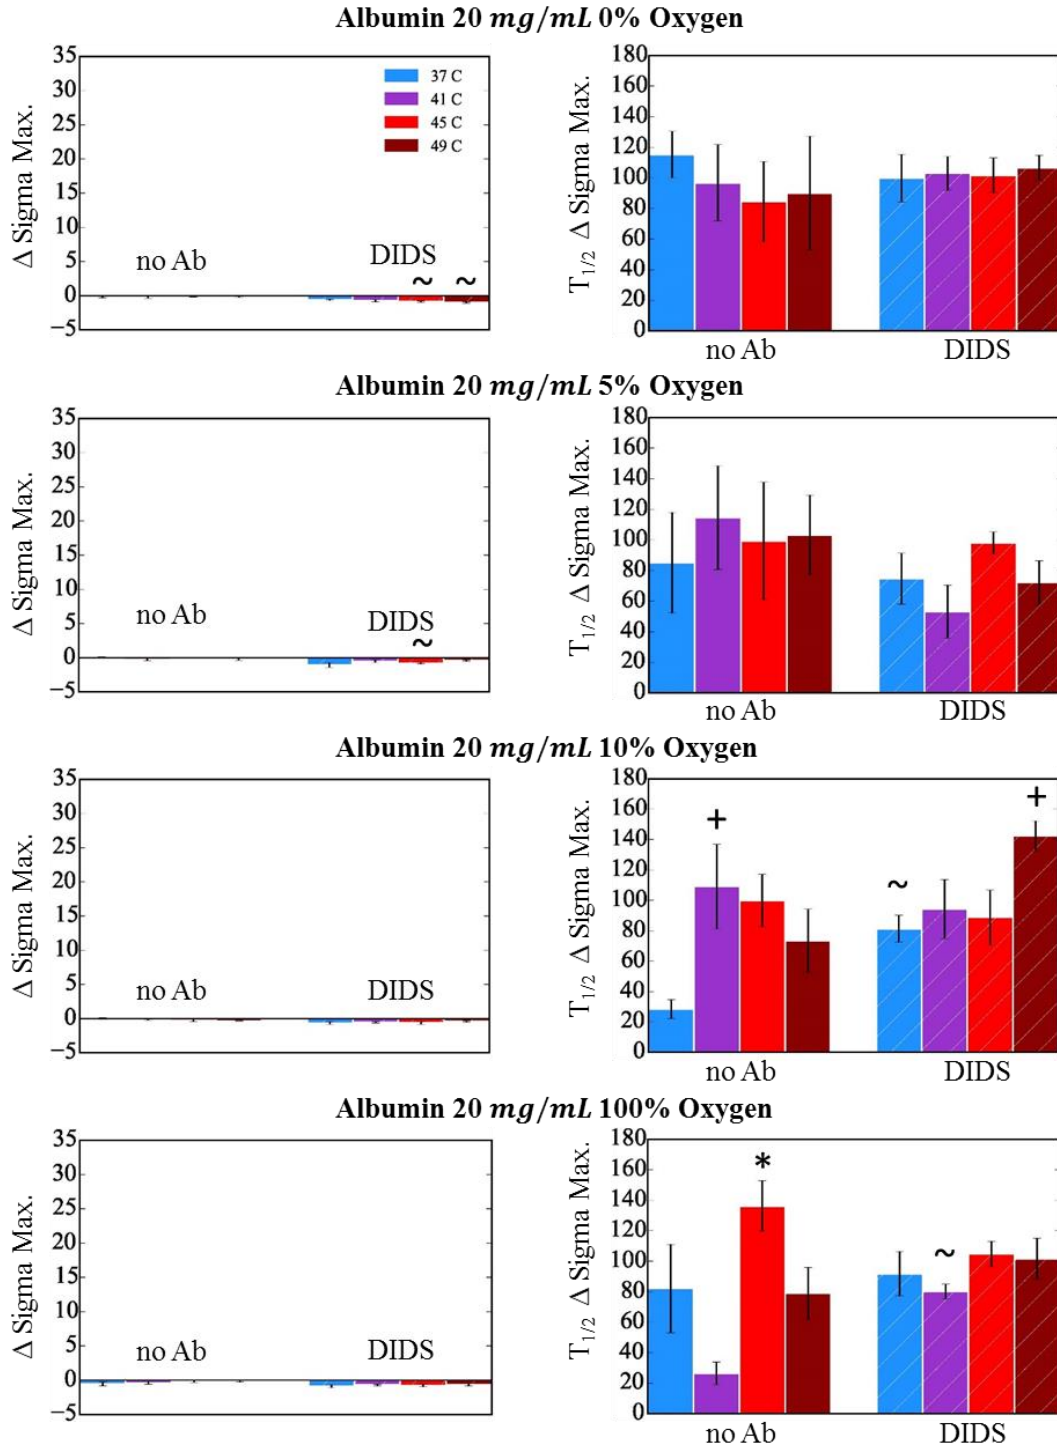 Albumin 20 mg/mL 0% Oxygen
Δ Sigma Max.
35
30
25
20
15
10
5
0
−5
37 C
41 C
45 C
49 C
no Ab
DIDS
~ ~
T1/2 Δ Sigma Max.
180
160
140
120
100
80
60
40
20
0
no Ab
DIDS
Albumin 20 mg/mL 5% Oxygen
Δ Sigma Max.
35
30
25
20
15
10
5
0
−5
no Ab
DIDS
~
T1/2 Δ Sigma Max.
180
160
140
120
100
80
60
40
20
0
no Ab
DIDS
Albumin 20 mg/mL 10% Oxygen
Δ Sigma Max.
35
30
25
20
15
10
5
0
−5
no Ab
DIDS
T1/2 Δ Sigma Max.
180
160
140
120
100
80
60
40
20
0
+
~
+
no Ab
DIDS
Albumin 20 mg/mL 100% Oxygen
Δ Sigma Max.
35
30
25
20
15
10
5
0
−5
no Ab
DIDS
T1/2 Δ Sigma Max.
180
160
140
120
100
80
60
40
20
0
*
~
no Ab
DIDS